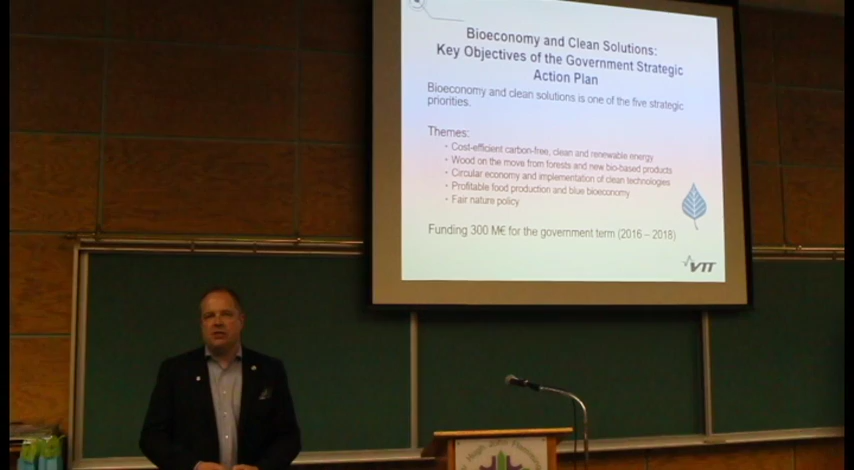 Bioeconomy and Clean Solutions:
Key Objectives of the Government Strategic
Action Plan
Bioeconomy and clean solutions is one of the five strategic
priorities.
Themes:
· Cost-efficient carbon-free, clean and renewable energy
· Wood on the move from forests and new bio-based products
· Circular economy and implementation of clean technologies
· Profitable food production and blue bioeconomy
· Fair nature policy
Funding 300 M€ for the government term (2016 – 2018)
VTT
Hugh John Flemming